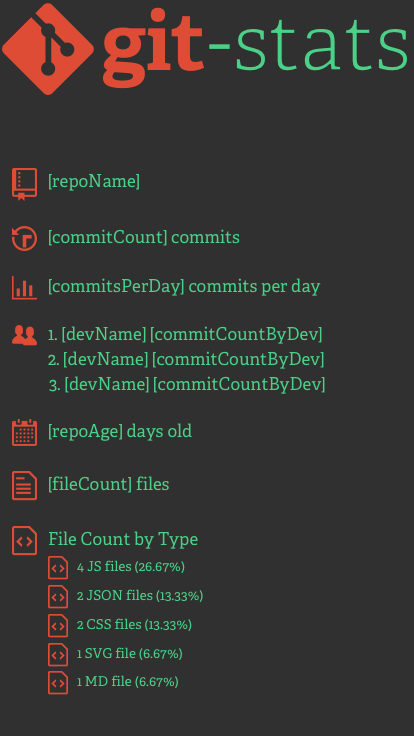 git-stats
[repoName]
[commitCount] commits
[commitsPerDay] commits per day
1. [devName] [commitCountByDev]
2. [devName] [commitCountByDev]
3. [devName] [commitCountByDev]
[repoAge] days old
[fileCount] files
File Count by Type
4 JS files (26.67%)
2 JSON files (13.33%)
2 CSS files (13.33%)
1 SVG file (6.67%)
1 MD file (6.67%)